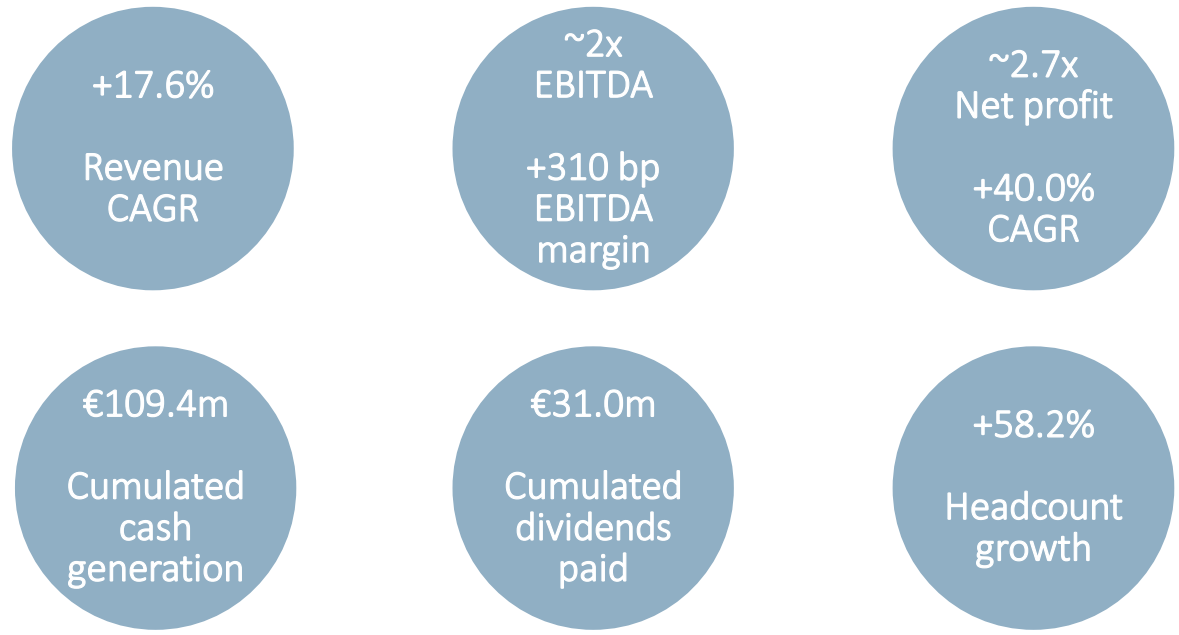 +17.6%
Revenue
CAGR
~2x
EBITDA
+310 bp
EBITDA
margin
~2.7x
Net profit
+40.0%
CAGR
€109.4m
Cumulated
cash
generation
€31.0m
Cumulated
dividends
paid
+58.2%
Headcount
growth